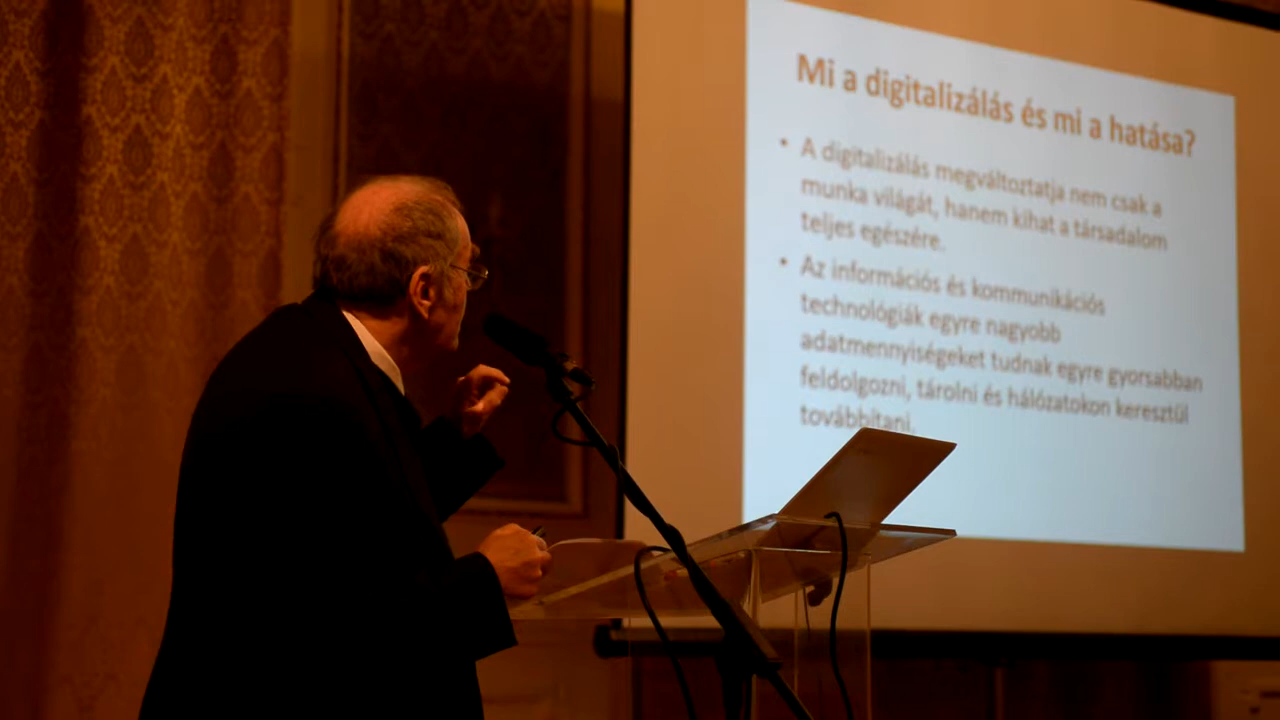 Mi a digitalizálás és mi a hatása?
• A digitalizálás megváltoztatja nem csak a
munka világát, hanem kihat a társadalom
teljes egészére.
• Az információs és kommunikációs
technológiák egyre nagyobb
adatmennyiségeket tudnak egyre gyorsabban
feldolgozni, tárolni és hálózatokon keresztül
továbbítani.